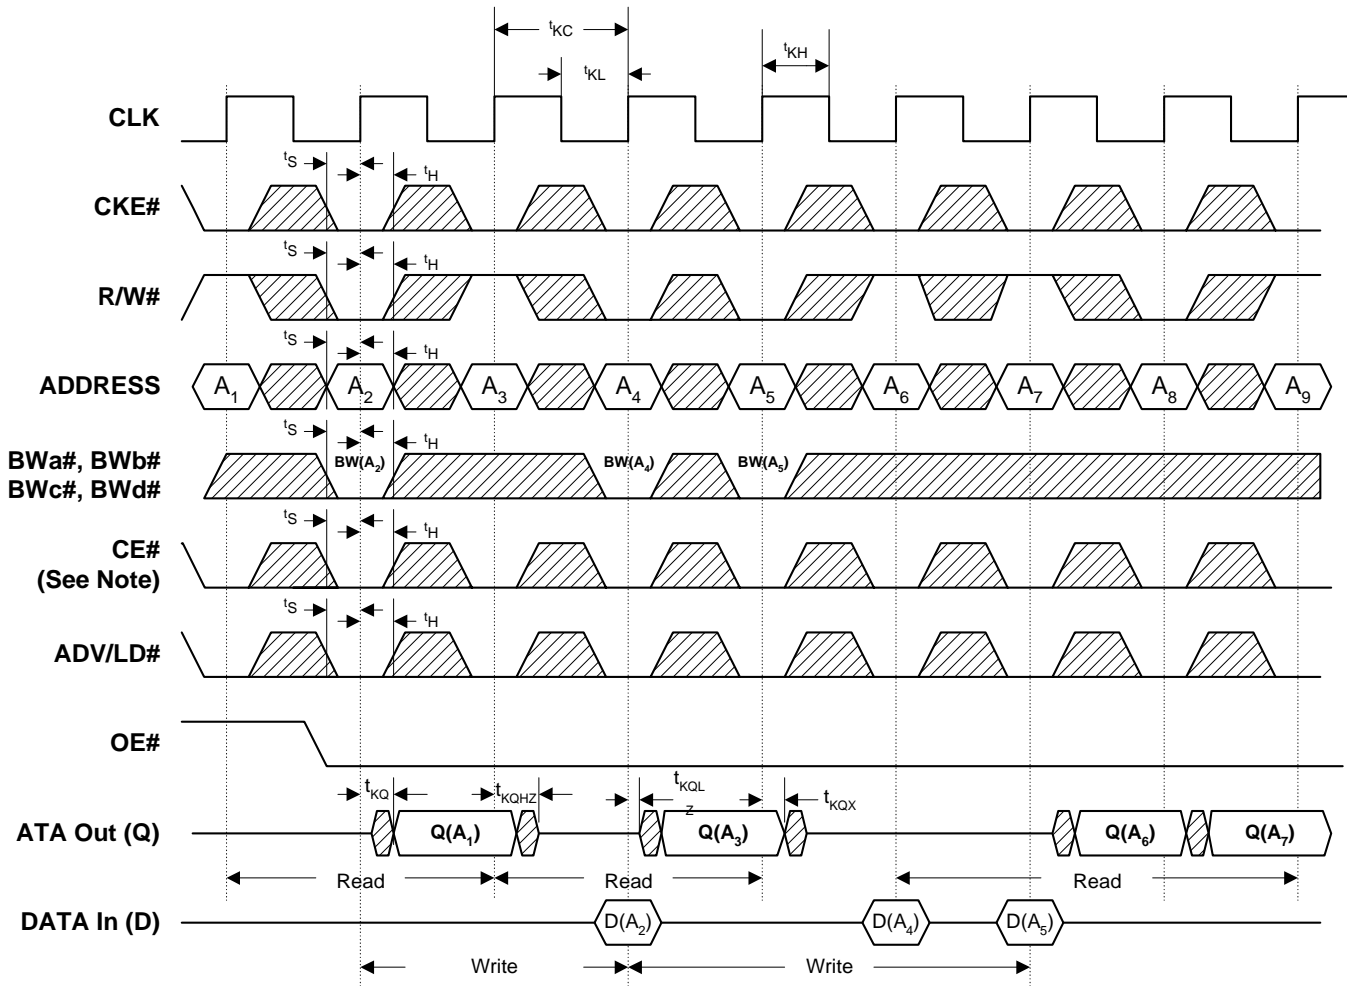 tKC
tKL
tKH
CLK
tS
tH
CKE#
tS
tH
R/W#
tS
tH
ADDRESS
A1 A2 A3 A4 A5 A6 A7 A8 A9
tS
tH
BWa#, BWb#
BWc#, BWd#
BW(A2) BW(A4) BW(A5)
tS
tH
CE#
(See Note)
tS
tH
ADV/LD#
OE#
tKQ tKQHZ tKQL
Z
tKQX
ATA Out (Q)
Q(A1) Q(A3) Q(A6) Q(A7)
Read Read Read
DATA In (D)
D(A2) D(A4) D(A5)
Write Write